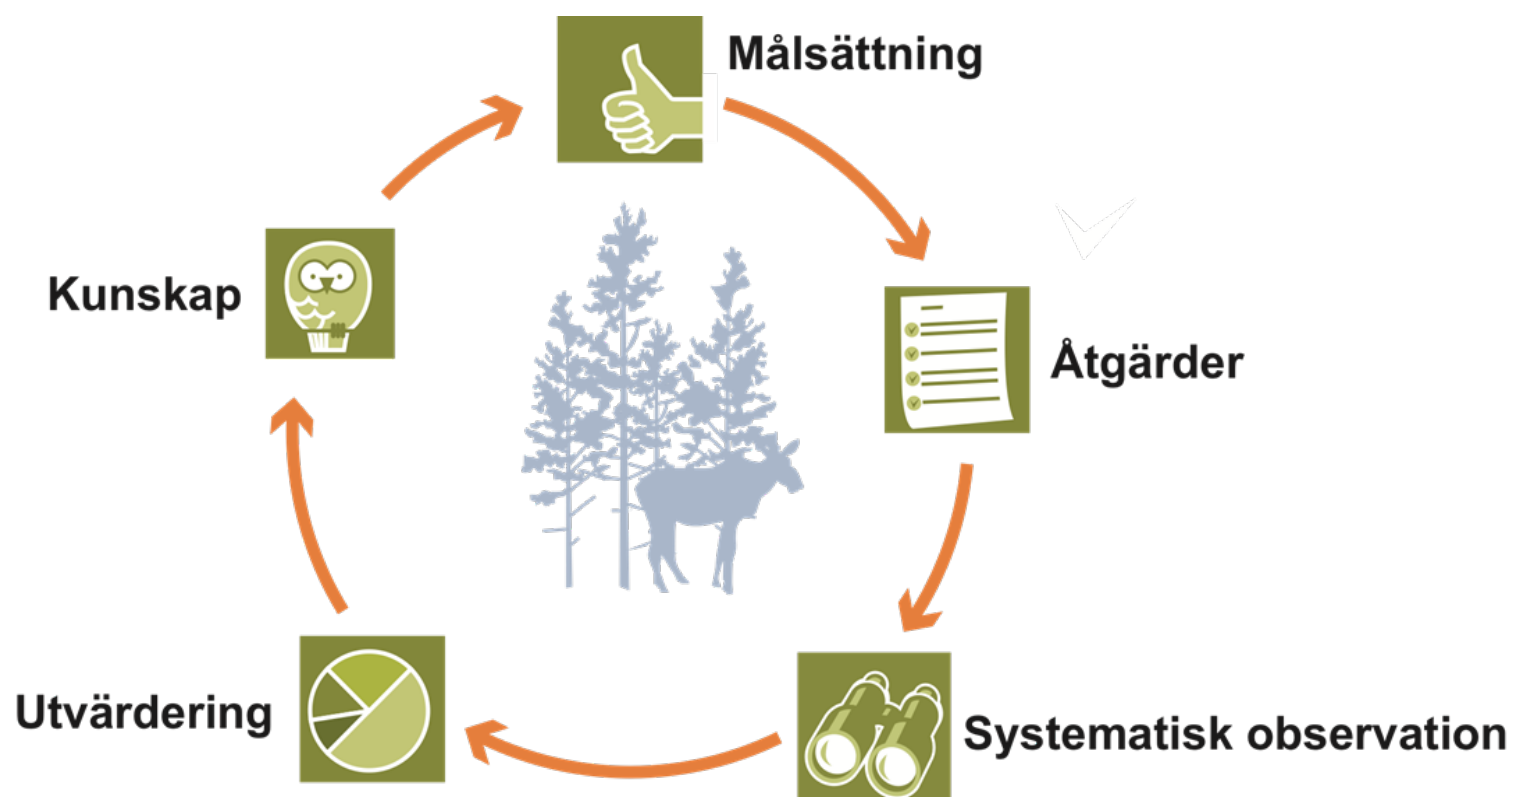 Målsättning
Åtgärder
Systematisk observation
Utvärdering
Kunskap